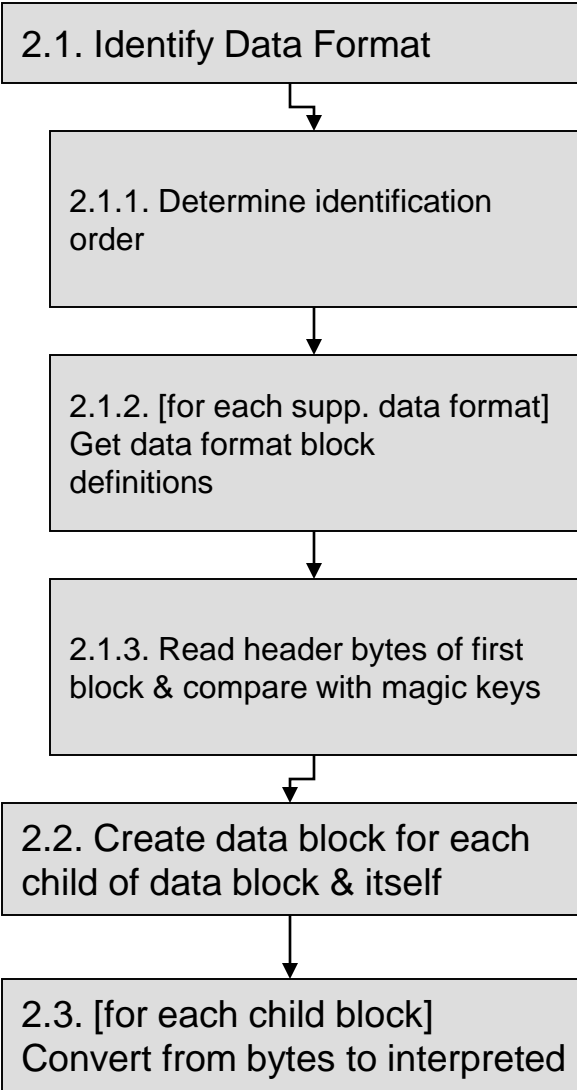 2.1. Identify Data Format
2.1.1. Determine identification
order
2.1.2. [for each supp. data format]
Get data format block
definitions
2.1.3. Read header bytes of first
block & compare with magic keys
2.2. Create data block for each
child of data block & itself
2.3. [for each child block]
Convert from bytes to interpreted